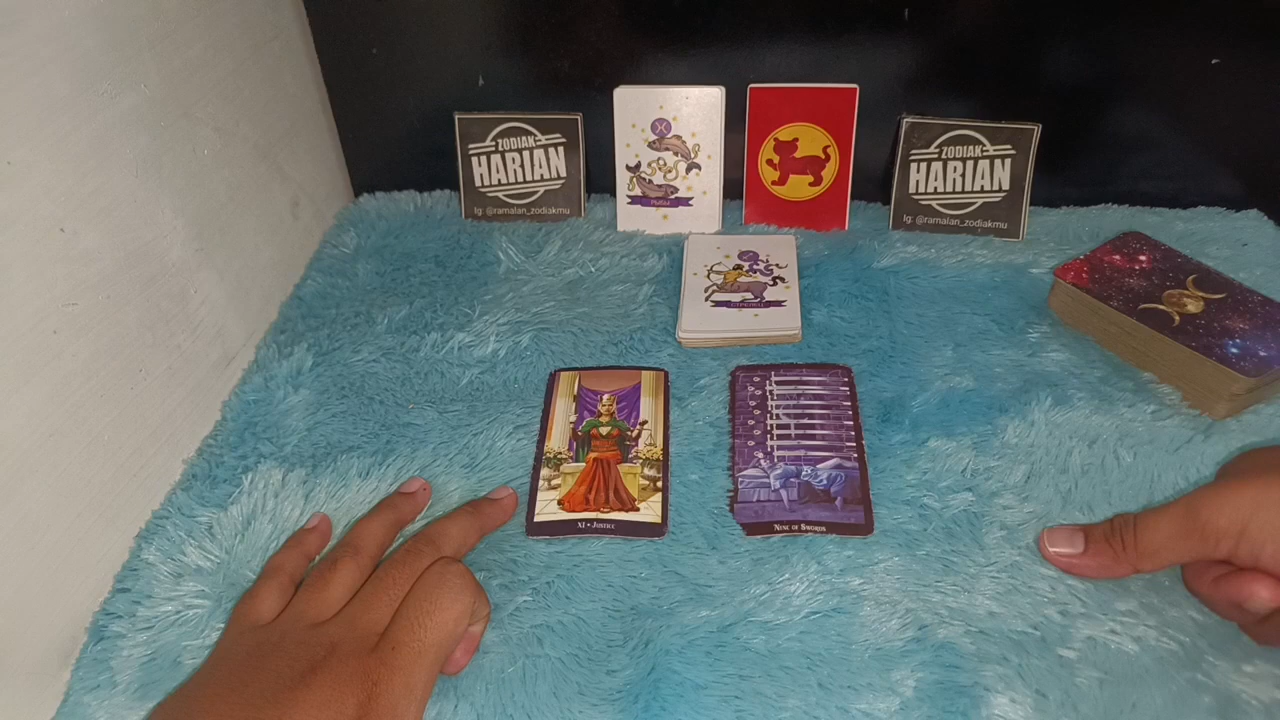 ZODIAK
HARIAN
Ig: @ramalan_zodiakmu
РЫБЫ
ZODIAK
HARIAN
Ig: @ramalan_zodiakmu
СТРЕЛЕЦ
XI • JUSTICE
NINE OF SWORDS